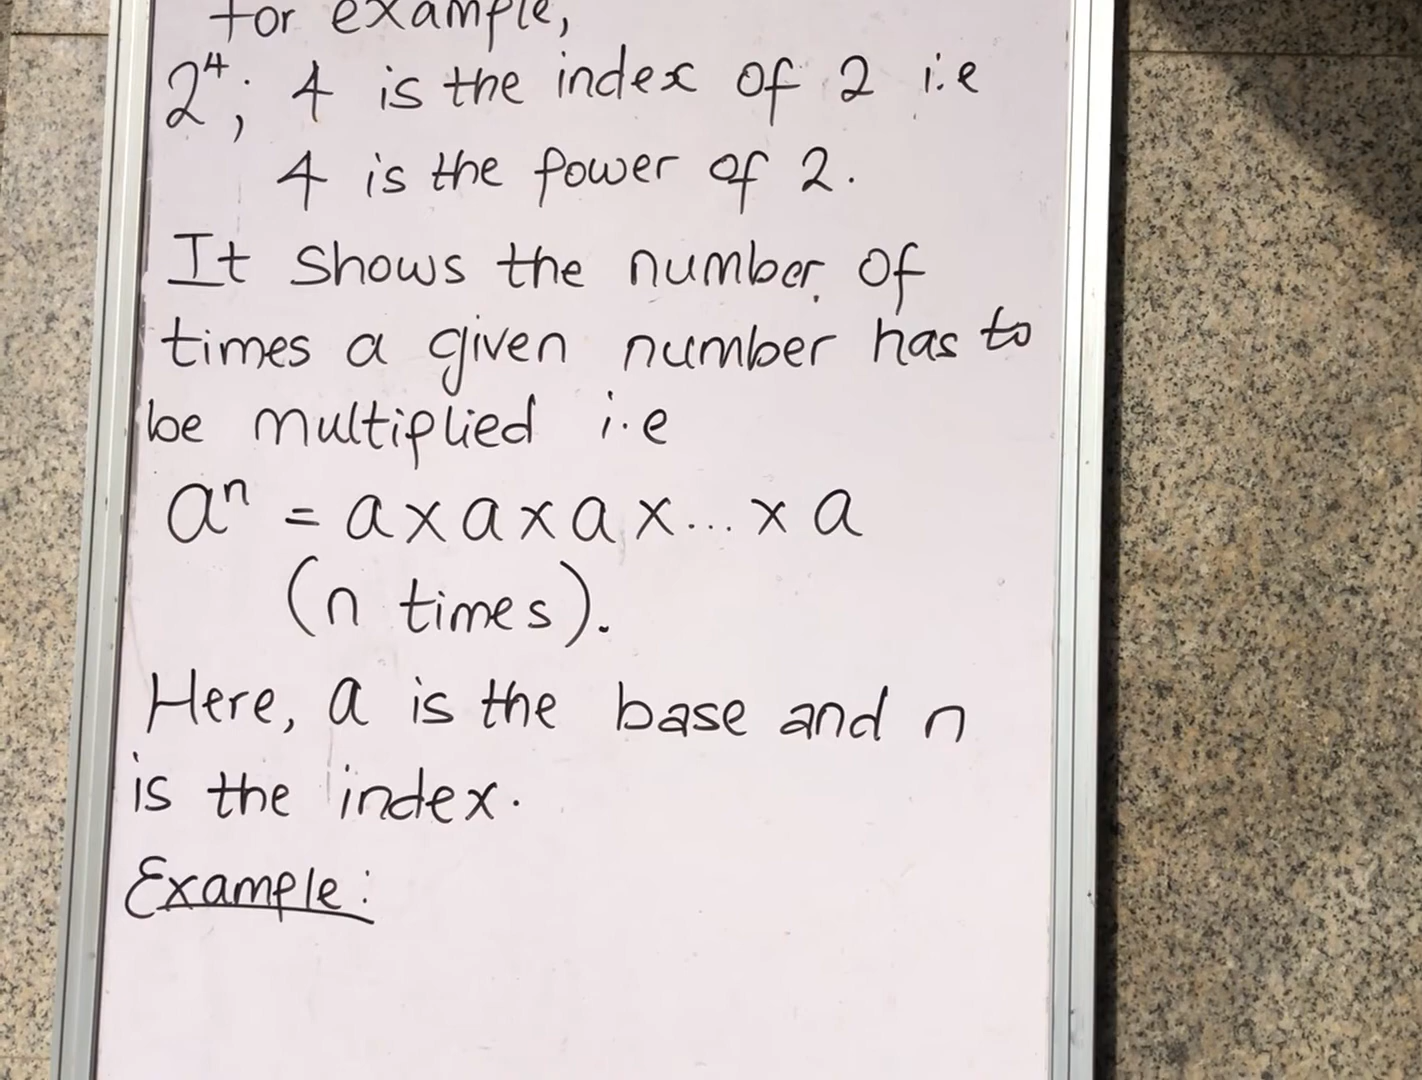 for example,
2⁴; 4 is the index of 2 i.e
4 is the power of 2.
It shows the number of
times a given number has to
be multiplied i.e
aⁿ = a x a x a x ... x a
(n times).
Here, a is the base and n
is the index.
Example: